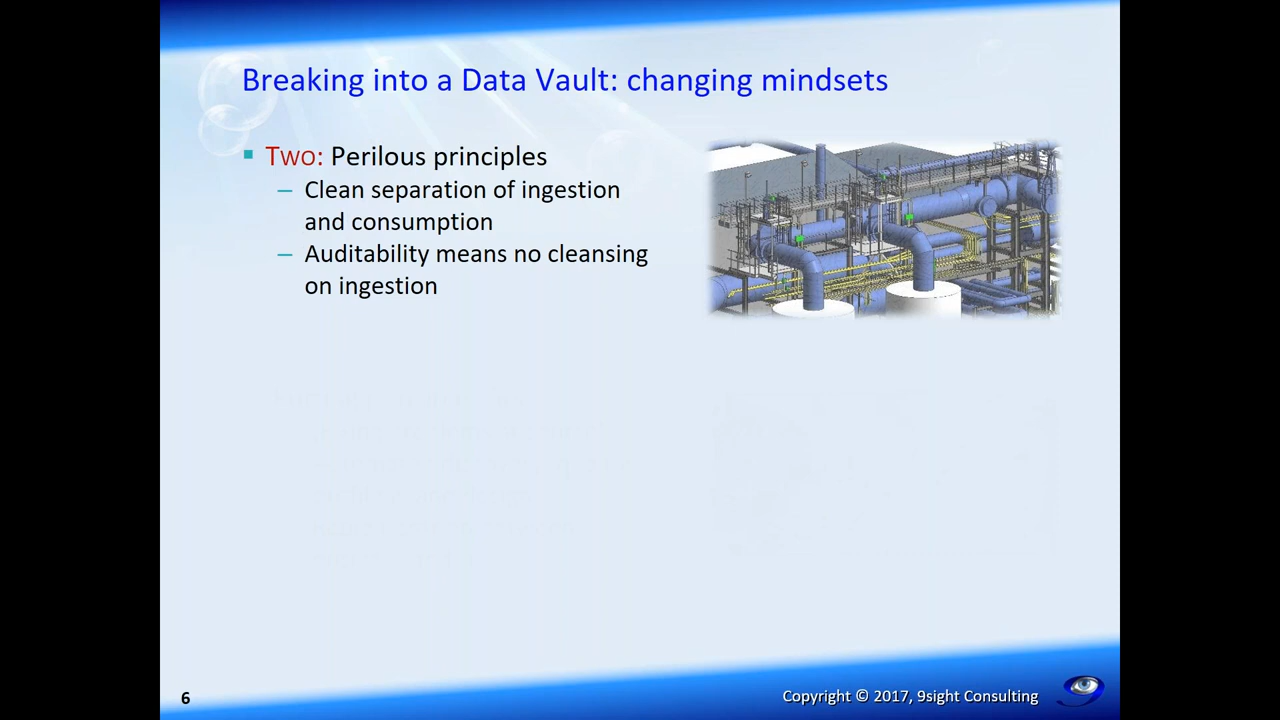 Breaking into a Data Vault: changing mindsets
Two: Perilous principles
– Clean separation of ingestion
and consumption
– Auditability means no cleansing
on ingestion
6
Copyright © 2017, 9sight Consulting